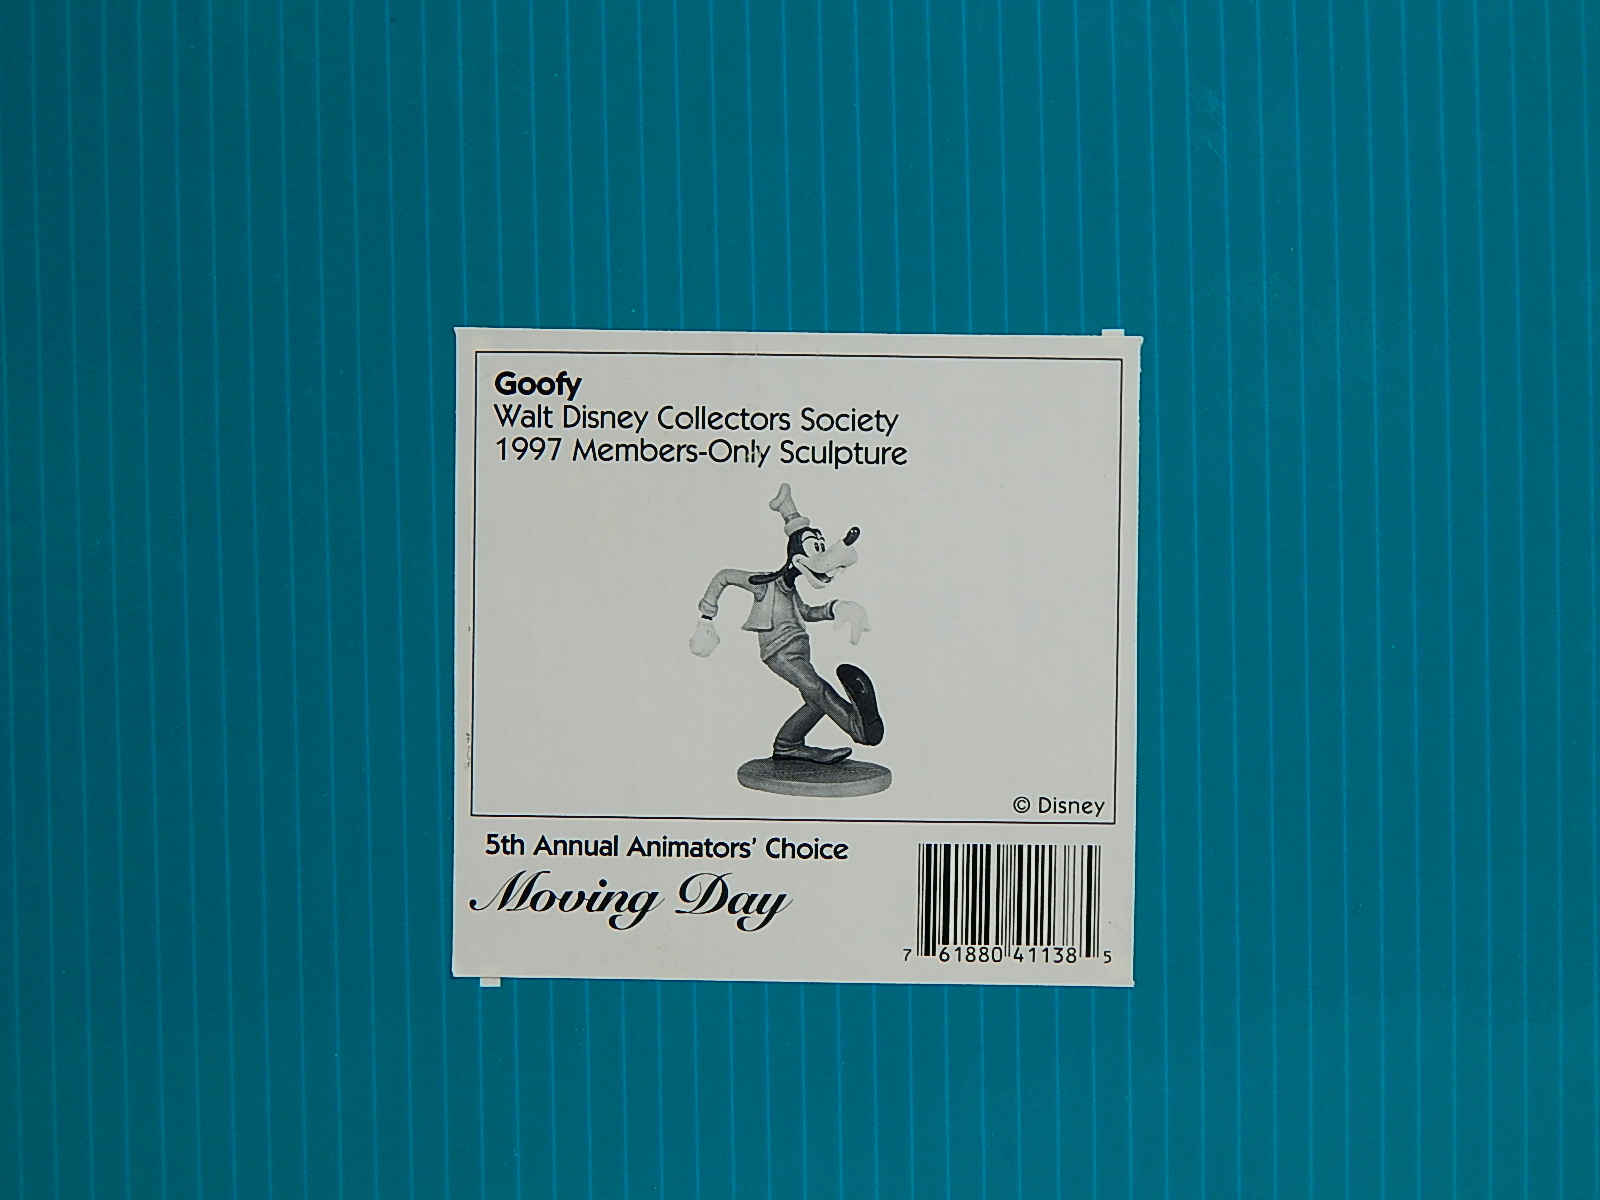 Goofy
Walt Disney Collectors Society
1997 Members-Only Sculpture
© Disney
5th Annual Animators' Choice
Moving Day
7 61880 41138 5